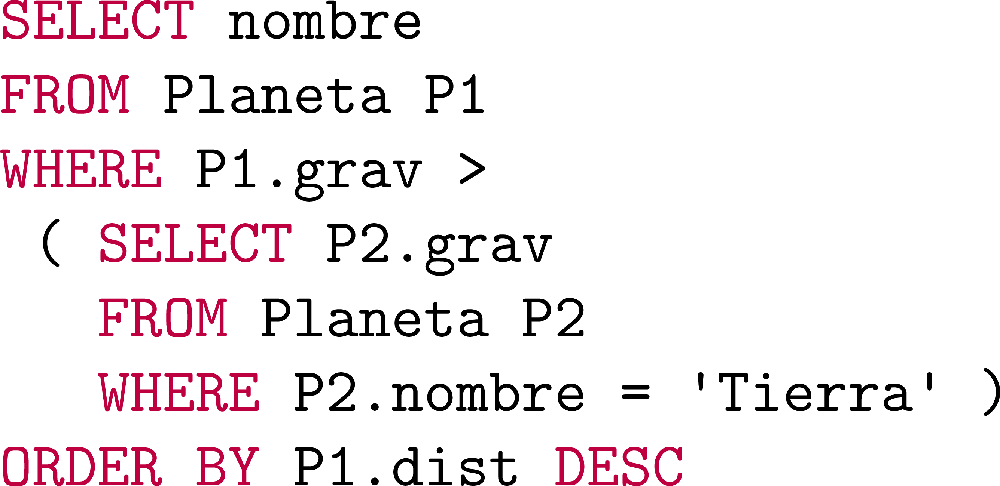 SELECT nombre
FROM Planeta P1
WHERE P1.grav >
( SELECT P2.grav
FROM Planeta P2
WHERE P2.nombre = 'Tierra' )
ORDER BY P1.dist DESC